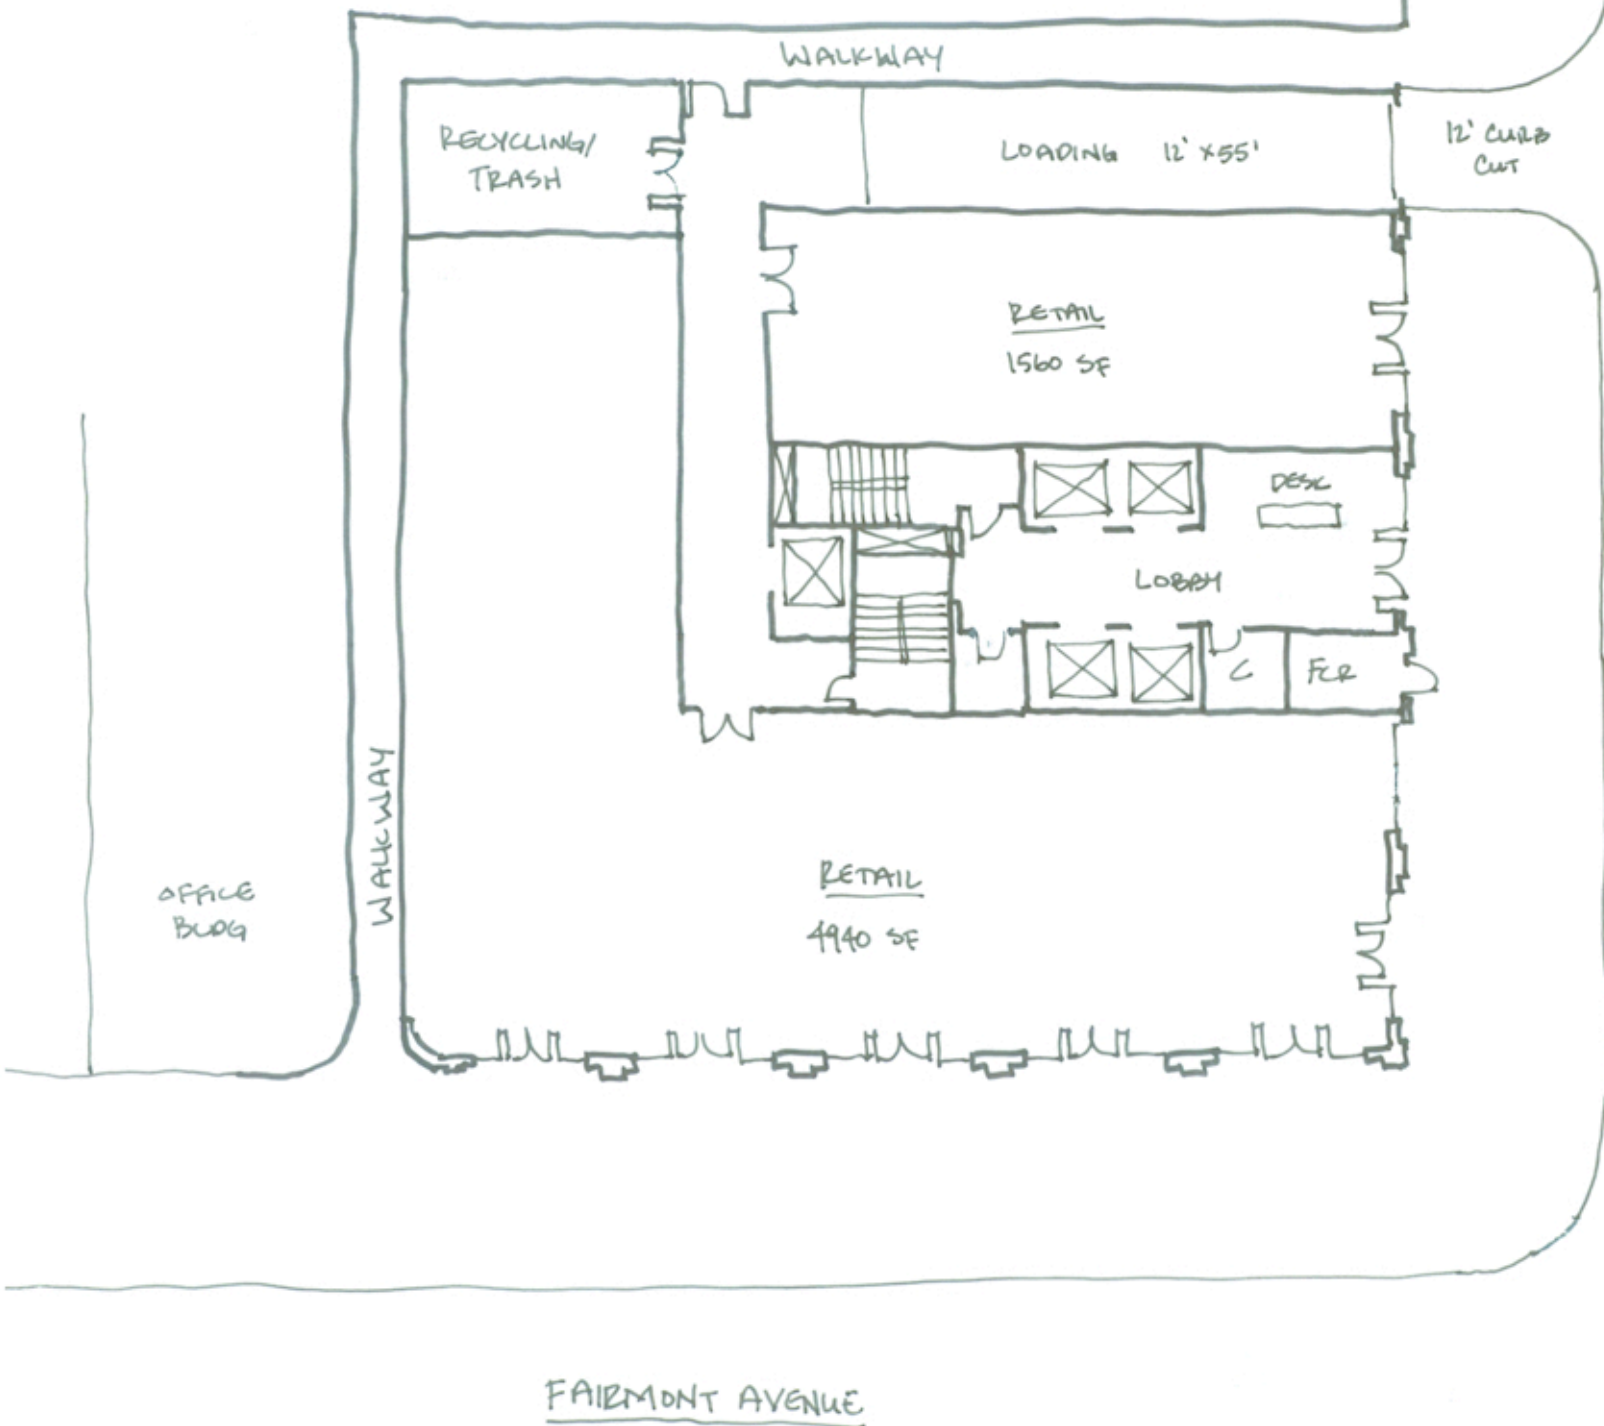 WALKWAY
RECYCLING/
TRASH
LOADING 12' X 55'
12' CURB
CUT
RETAIL
1560 SF
DESK
LOBBY
C
FCR
WALKWAY
OFFICE
BLDG
RETAIL
4940 SF
FAIRMONT AVENUE